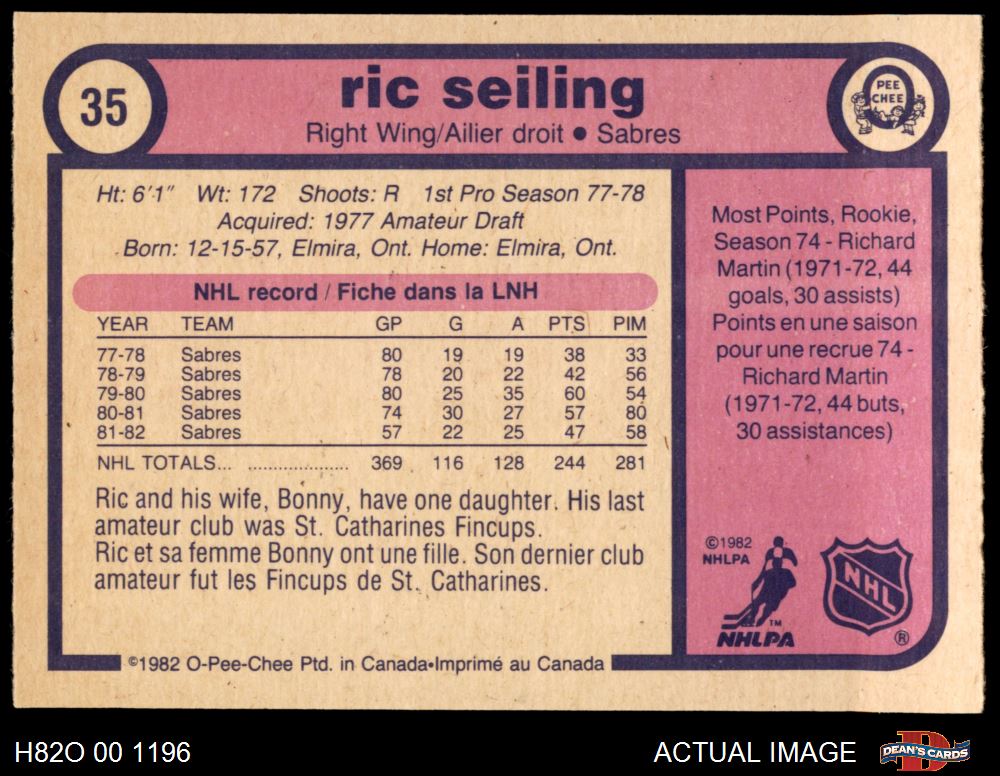 35
ric seiling
Right Wing/Ailier droit • Sabres
PEE
CHEE
Ht: 6'1" Wt: 172 Shoots: R 1st Pro Season 77-78
Acquired: 1977 Amateur Draft
Born: 12-15-57, Elmira, Ont. Home: Elmira, Ont.
NHL record / Fiche dans la LNH
YEAR TEAM GP G A PTS PIM
77-78 Sabres 80 19 19 38 33
78-79 Sabres 78 20 22 42 56
79-80 Sabres 80 25 35 60 54
80-81 Sabres 74 30 27 57 80
81-82 Sabres 57 22 25 47 58
NHL TOTALS... .................... 369 116 128 244 281
Ric and his wife, Bonny, have one daughter. His last
amateur club was St. Catharines Fincups.
Ric et sa femme Bonny ont une fille. Son dernier club
amateur fut les Fincups de St. Catharines.
©1982 O-Pee-Chee Ptd. in Canada•Imprimé au Canada
Most Points, Rookie,
Season 74 - Richard
Martin (1971-72, 44
goals, 30 assists)
Points en une saison
pour une recrue 74 -
Richard Martin
(1971-72, 44 buts,
30 assistances)
©1982
NHLPA
TM
NHLPA
NHL
®
H82O 00 1196
ACTUAL IMAGE
D
DEAN'S CARDS